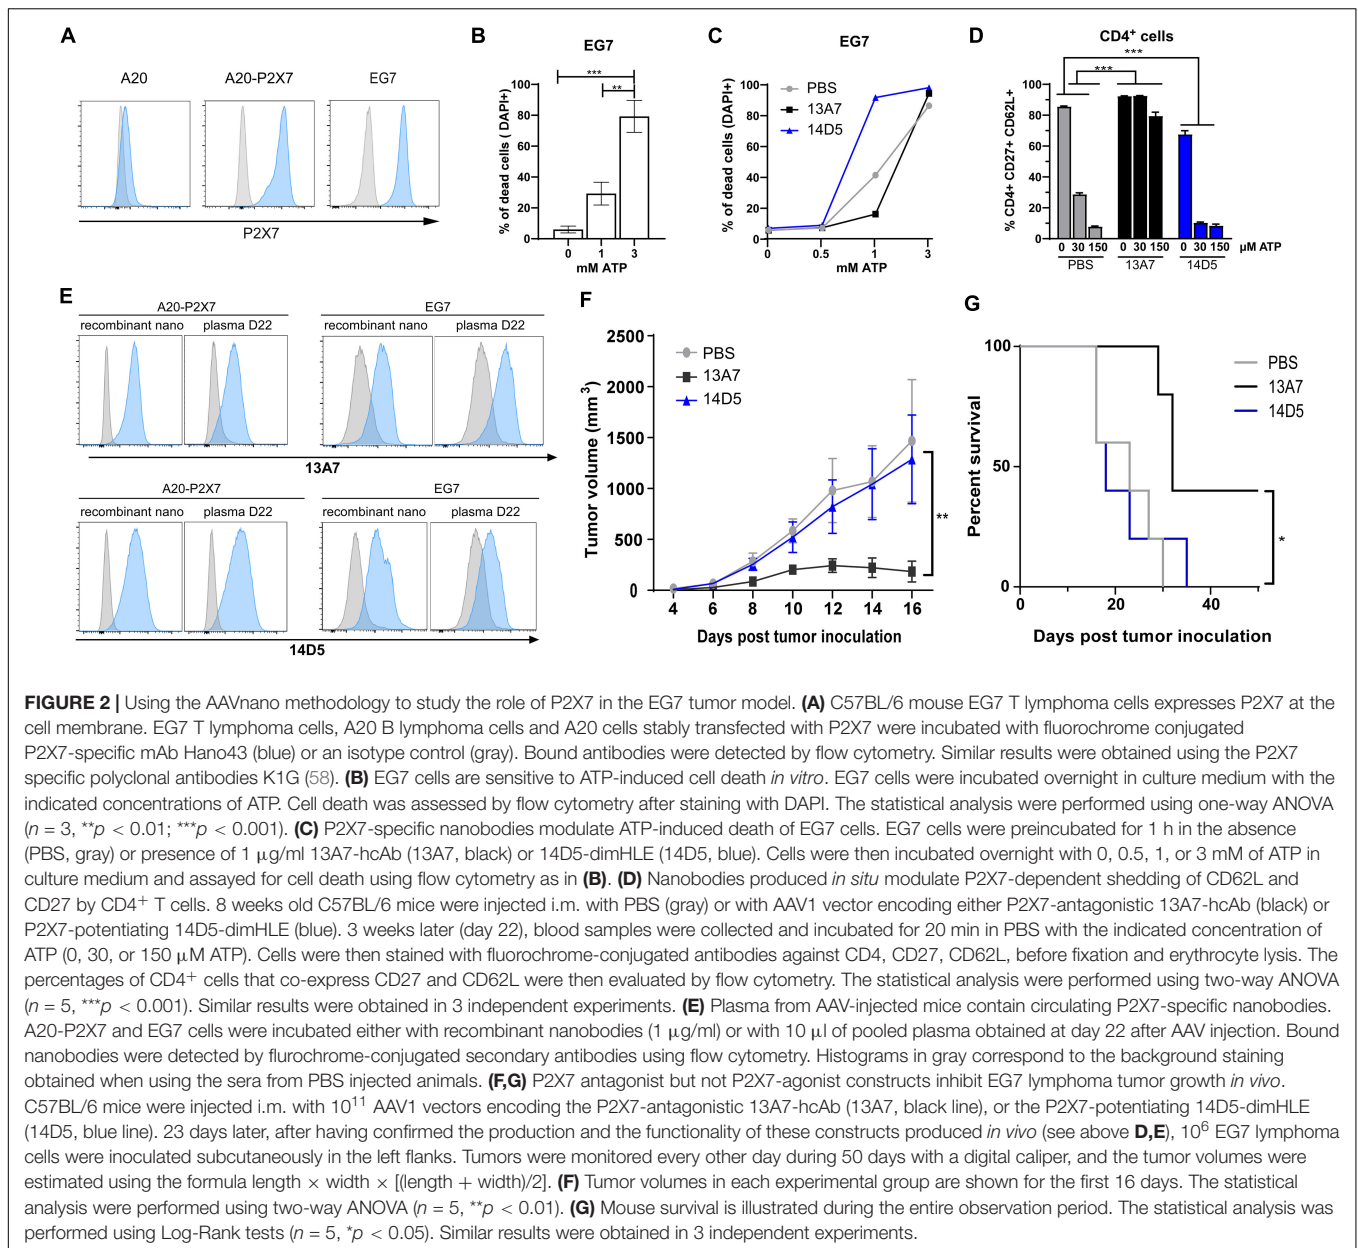 A
A20
A20-P2X7
EG7
P2X7
B
EG7
***
**
% of dead cells ( DAPI+)
100
80
60
40
20
0
0 1 3
mM ATP
C
EG7
% of dead cells (DAPI+)
100
80
60
40
20
0
PBS
13A7
14D5
0 0.5 1 3
mM ATP
D
CD4+ cells
***
***
% CD4+ CD27+ CD62L+
100
80
60
40
20
0
0 30 150 0 30 150 0 30 150 µM ATP
PBS 13A7 14D5
E
A20-P2X7 EG7
recombinant nano plasma D22 recombinant nano plasma D22
13A7
A20-P2X7 EG7
recombinant nano plasma D22 recombinant nano plasma D22
14D5
F
Tumor volume (mm3)
2500
2000
1500
1000
500
0
PBS
13A7
14D5
**
4 6 8 10 12 14 16
Days post tumor inoculation
G
Percent survival
100
50
0
PBS
13A7
14D5
*
0 20 40
Days post tumor inoculation
FIGURE 2 | Using the AAVnano methodology to study the role of P2X7 in the EG7 tumor model. (A) C57BL/6 mouse EG7 T lymphoma cells expresses P2X7 at the
cell membrane. EG7 T lymphoma cells, A20 B lymphoma cells and A20 cells stably transfected with P2X7 were incubated with fluorochrome conjugated
P2X7-specific mAb Hano43 (blue) or an isotype control (gray). Bound antibodies were detected by flow cytometry. Similar results were obtained using the P2X7
specific polyclonal antibodies K1G (58). (B) EG7 cells are sensitive to ATP-induced cell death in vitro. EG7 cells were incubated overnight in culture medium with the
indicated concentrations of ATP. Cell death was assessed by flow cytometry after staining with DAPI. The statistical analysis were performed using one-way ANOVA
(n = 3, **p < 0.01; ***p < 0.001). (C) P2X7-specific nanobodies modulate ATP-induced death of EG7 cells. EG7 cells were preincubated for 1 h in the absence
(PBS, gray) or presence of 1 μg/ml 13A7-hcAb (13A7, black) or 14D5-dimHLE (14D5, blue). Cells were then incubated overnight with 0, 0.5, 1, or 3 mM of ATP in
culture medium and assayed for cell death using flow cytometry as in (B). (D) Nanobodies produced in situ modulate P2X7-dependent shedding of CD62L and
CD27 by CD4+ T cells. 8 weeks old C57BL/6 mice were injected i.m. with PBS (gray) or with AAV1 vector encoding either P2X7-antagonistic 13A7-hcAb (black) or
P2X7-potentiating 14D5-dimHLE (blue). 3 weeks later (day 22), blood samples were collected and incubated for 20 min in PBS with the indicated concentration of
ATP (0, 30, or 150 μM ATP). Cells were then stained with fluorochrome-conjugated antibodies against CD4, CD27, CD62L, before fixation and erythrocyte lysis. The
percentages of CD4+ cells that co-express CD27 and CD62L were then evaluated by flow cytometry. The statistical analysis were performed using two-way ANOVA
(n = 5, ***p < 0.001). Similar results were obtained in 3 independent experiments. (E) Plasma from AAV-injected mice contain circulating P2X7-specific nanobodies.
A20-P2X7 and EG7 cells were incubated either with recombinant nanobodies (1 μg/ml) or with 10 μl of pooled plasma obtained at day 22 after AAV injection. Bound
nanobodies were detected by flurochrome-conjugated secondary antibodies using flow cytometry. Histograms in gray correspond to the background staining
obtained when using the sera from PBS injected animals. (F,G) P2X7 antagonist but not P2X7-agonist constructs inhibit EG7 lymphoma tumor growth in vivo.
C57BL/6 mice were injected i.m. with 10^11 AAV1 vectors encoding the P2X7-antagonistic 13A7-hcAb (13A7, black line), or the P2X7-potentiating 14D5-dimHLE
(14D5, blue line). 23 days later, after having confirmed the production and the functionality of these constructs produced in vivo (see above D,E), 10^6 EG7 lymphoma
cells were inoculated subcutaneously in the left flanks. Tumors were monitored every other day during 50 days with a digital caliper, and the tumor volumes were
estimated using the formula length × width × [(length + width)/2]. (F) Tumor volumes in each experimental group are shown for the first 16 days. The statistical
analysis were performed using two-way ANOVA (n = 5, **p < 0.01). (G) Mouse survival is illustrated during the entire observation period. The statistical analysis was
performed using Log-Rank tests (n = 5, *p < 0.05). Similar results were obtained in 3 independent experiments.